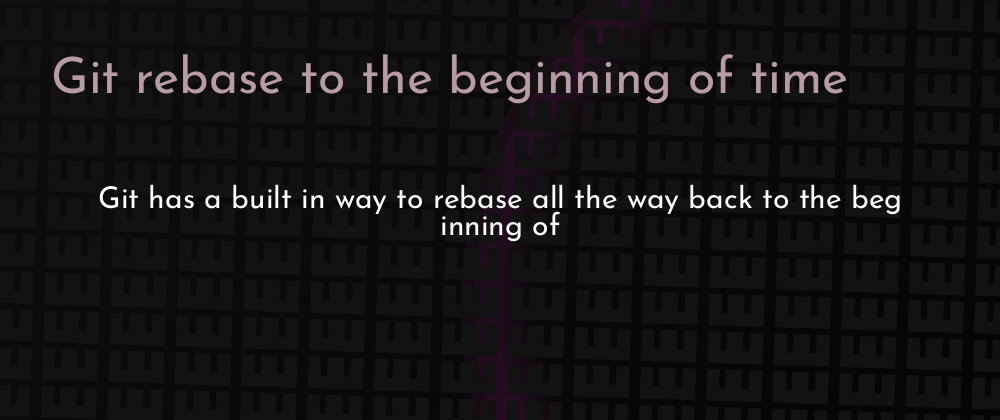 Git rebase to the beginning of time
Git has a built in way to rebase all the way back to the beg
inning of